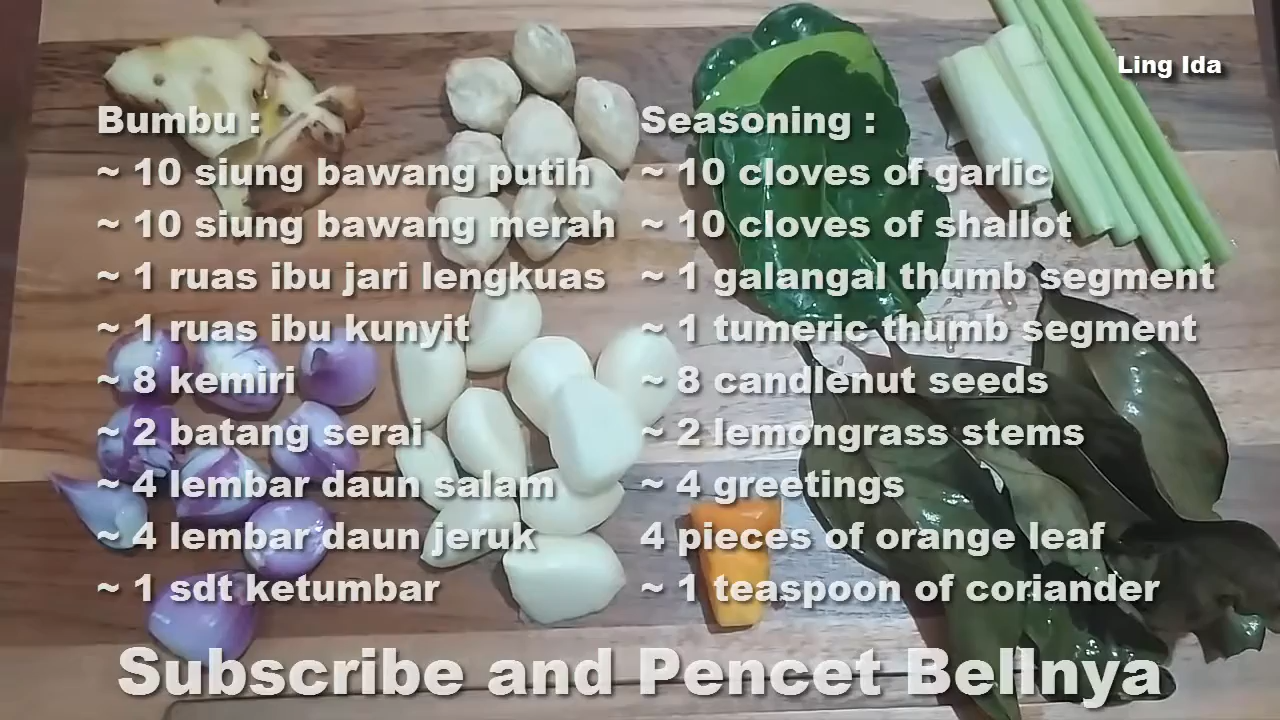 Ling Ida
Bumbu :
~ 10 siung bawang putih
~ 10 siung bawang merah
~ 1 ruas ibu jari lengkuas
~ 1 ruas ibu kunyit
~ 8 kemiri
~ 2 batang serai
~ 4 lembar daun salam
~ 4 lembar daun jeruk
~ 1 sdt ketumbar
Seasoning :
~ 10 cloves of garlic
~ 10 cloves of shallot
~ 1 galangal thumb segment
~ 1 tumeric thumb segment
~ 8 candlenut seeds
~ 2 lemongrass stems
~ 4 greetings
4 pieces of orange leaf
~ 1 teaspoon of coriander
Subscribe and Pencet Bellnya